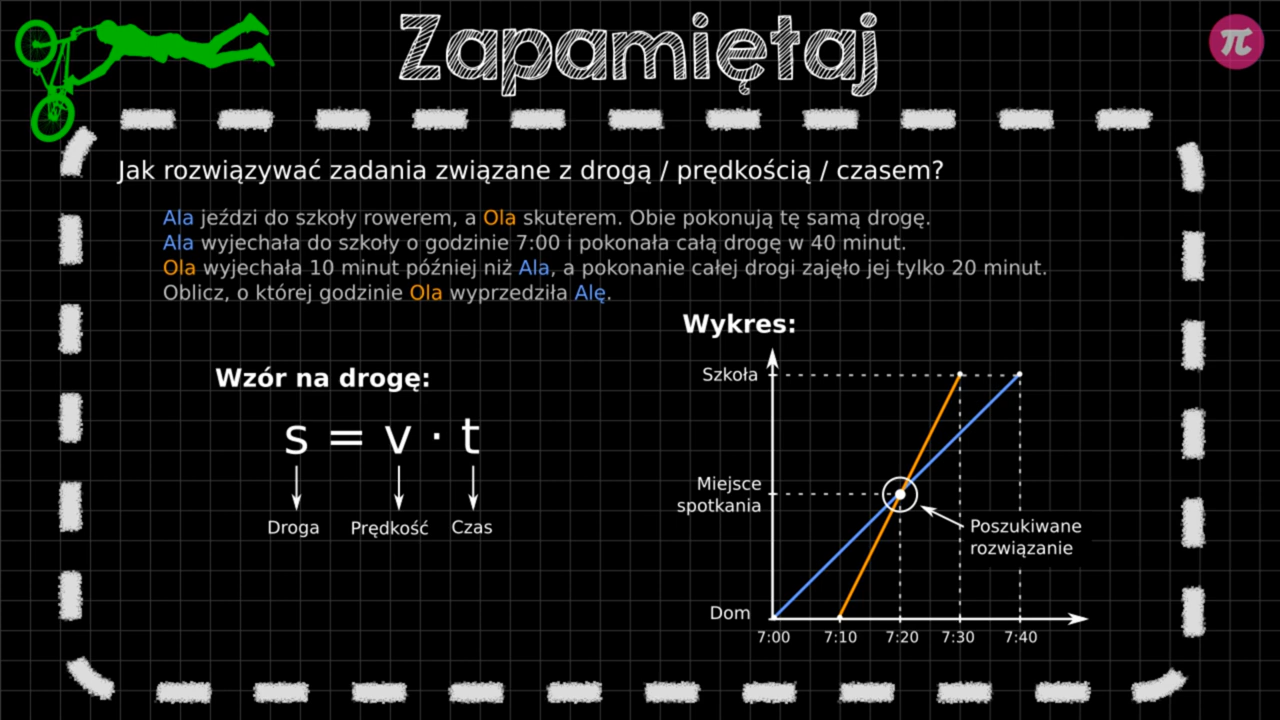 Zapamiętaj
π
Jak rozwiązywać zadania związane z drogą / prędkością / czasem?
Ala jeździ do szkoły rowerem, a Ola skuterem. Obie pokonują tę samą drogę.
Ala wyjechała do szkoły o godzinie 7:00 i pokonała całą drogę w 40 minut.
Ola wyjechała 10 minut później niż Ala, a pokonanie całej drogi zajęło jej tylko 20 minut.
Oblicz, o której godzinie Ola wyprzedziła Alę.
Wzór na drogę:
s = v · t
Droga Prędkość Czas
Wykres:
Szkoła
Miejsce
spotkania
Poszukiwane
rozwiązanie
Dom
7:00 7:10 7:20 7:30 7:40